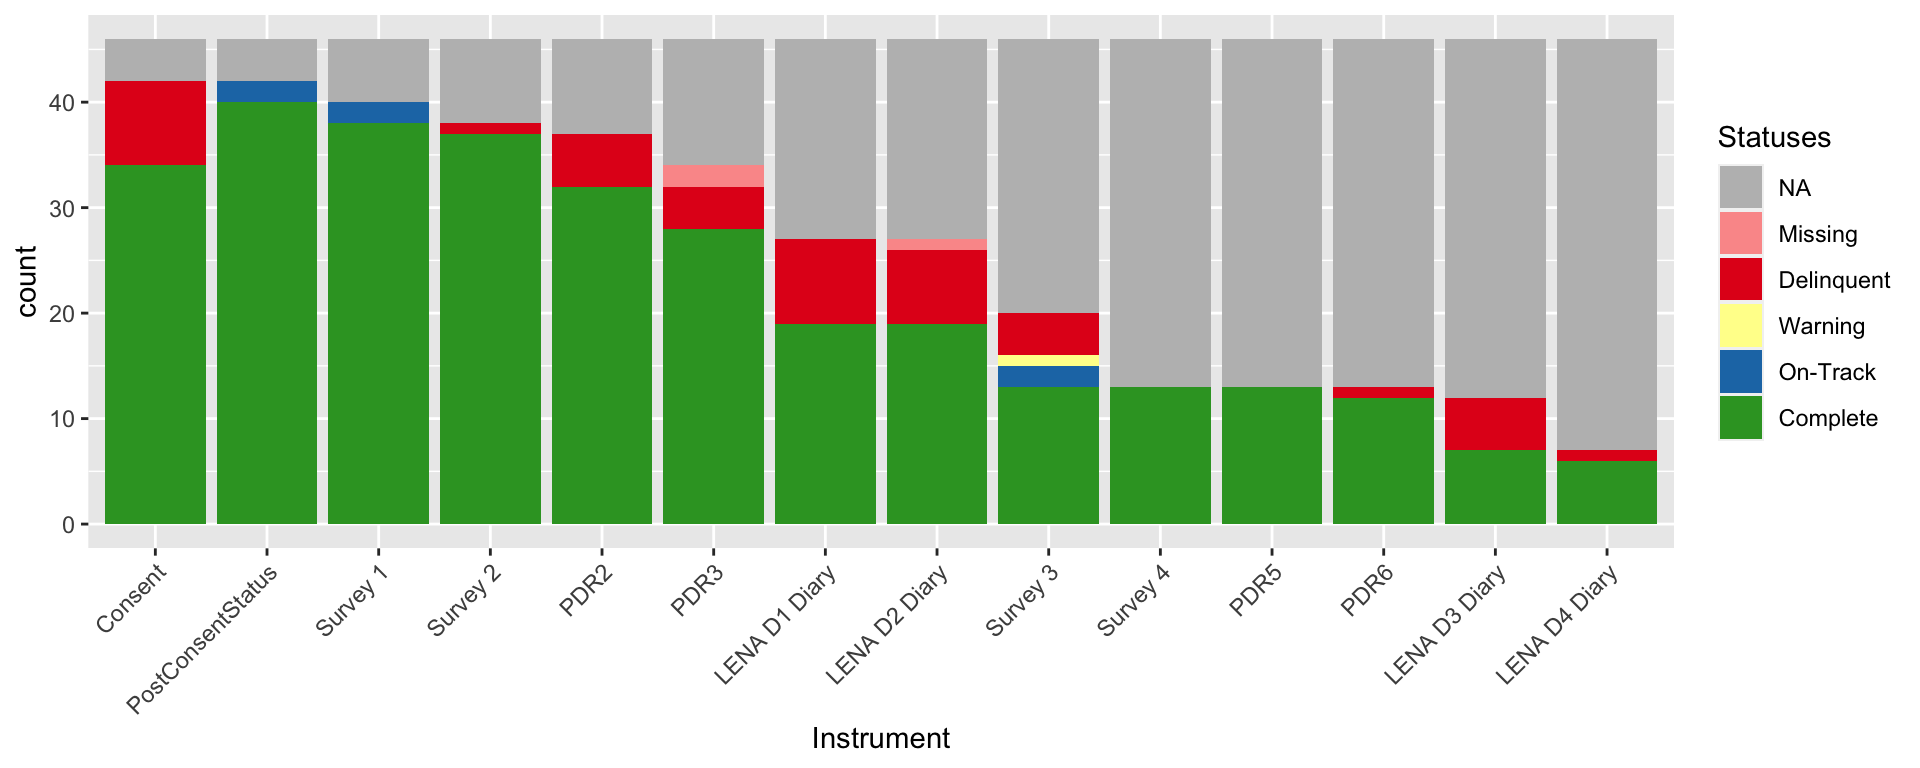 count
40
30
20
10
0
Consent
PostConsentStatus
Survey 1
Survey 2
PDR2
PDR3
LENA D1 Diary
LENA D2 Diary
Survey 3
Survey 4
PDR5
PDR6
LENA D3 Diary
LENA D4 Diary
Instrument
Statuses
NA
Missing
Delinquent
Warning
On-Track
Complete